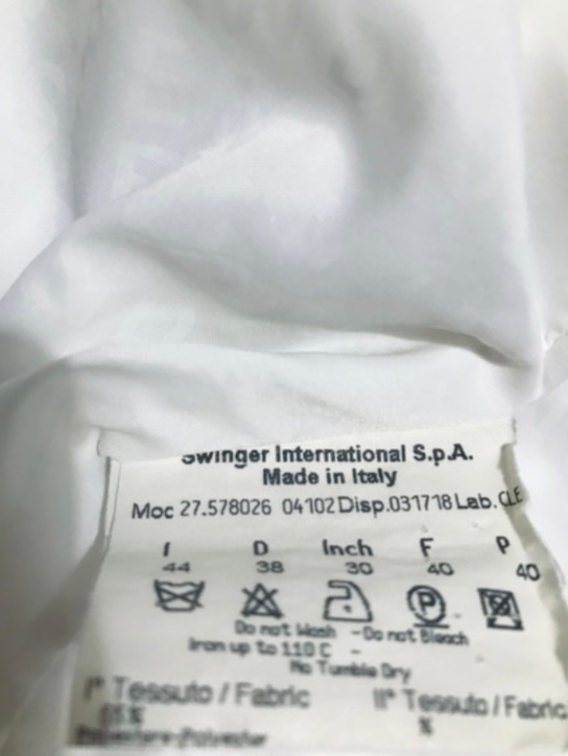 Swinger International S.p.A.
Made in Italy
Moc 27.578026 04102 Disp.031718 Lab. CLE
I D Inch F P
44 38 30 40 40
P
Do not Wash - Do not Bleach
Iron up to 110 C -
No Tumble Dry
I° Tessuto / Fabric II° Tessuto / Fabric
%